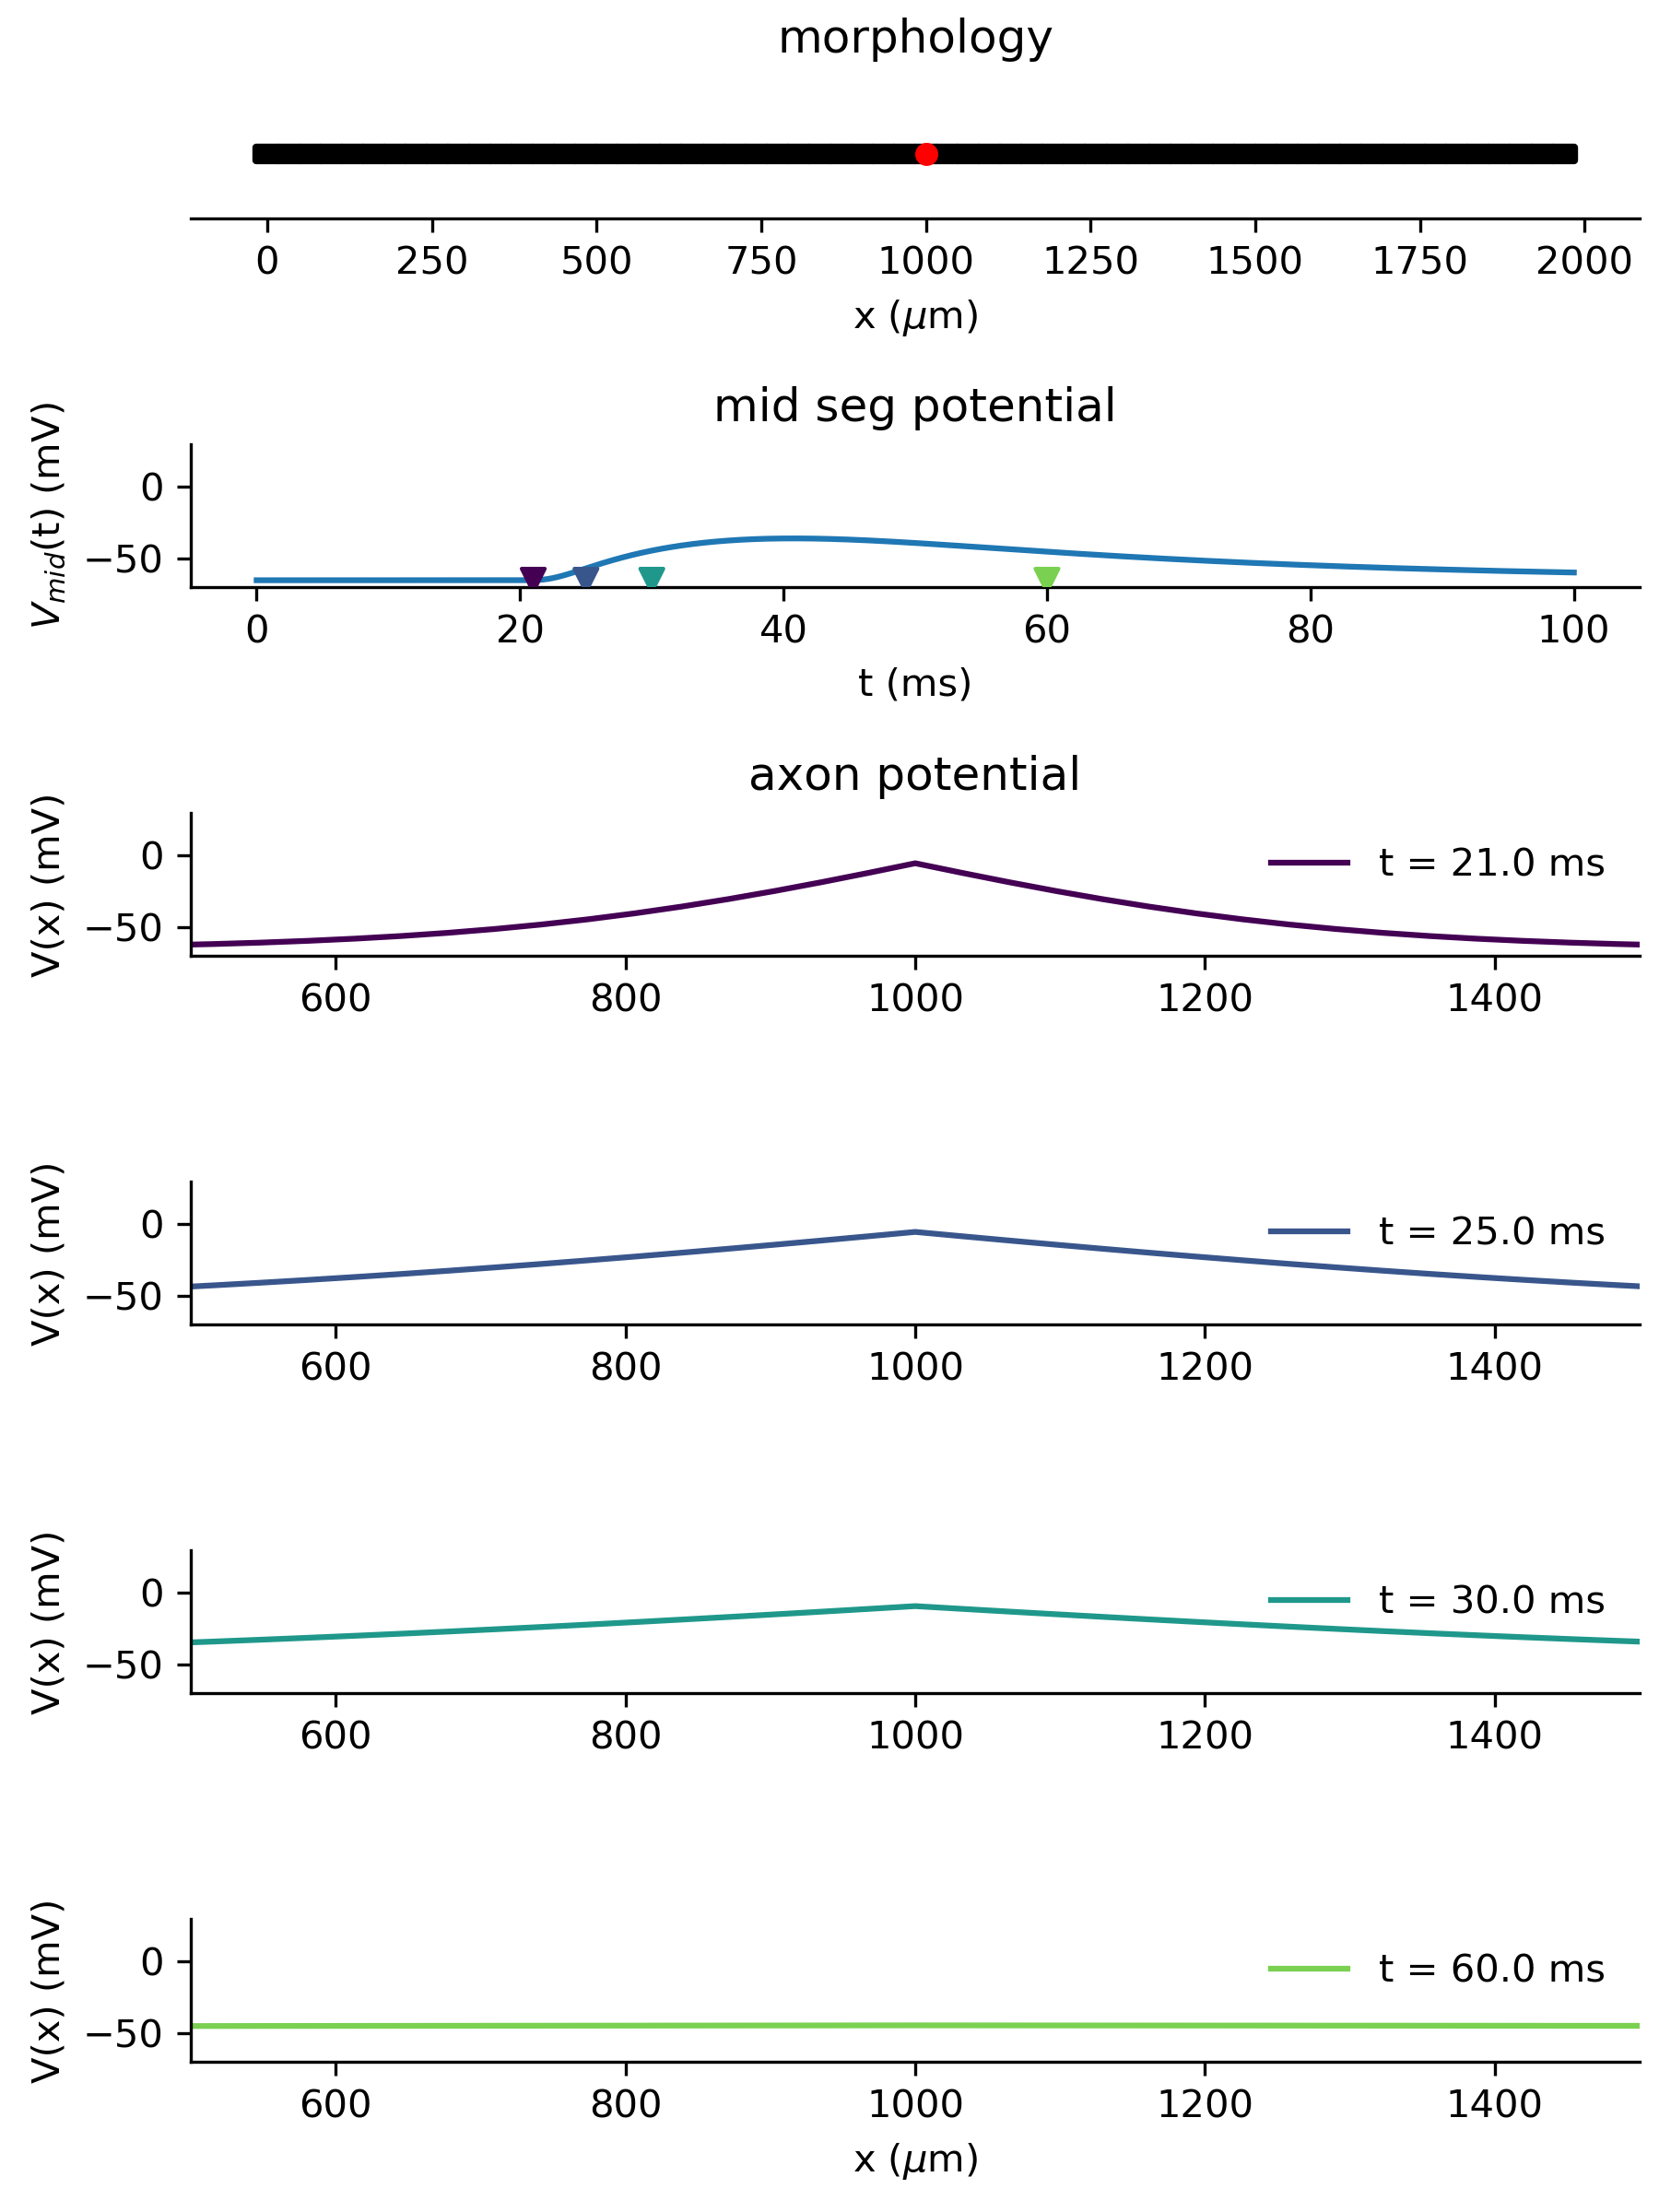 morphology
0 250 500 750 1000 1250 1500 1750 2000
x (μm)
mid seg potential
V_mid(t) (mV)
0
−50
0 20 40 60 80 100
t (ms)
axon potential
V(x) (mV)
0
−50
t = 21.0 ms
600 800 1000 1200 1400
V(x) (mV)
0
−50
t = 25.0 ms
600 800 1000 1200 1400
V(x) (mV)
0
−50
t = 30.0 ms
600 800 1000 1200 1400
V(x) (mV)
0
−50
t = 60.0 ms
600 800 1000 1200 1400
x (μm)